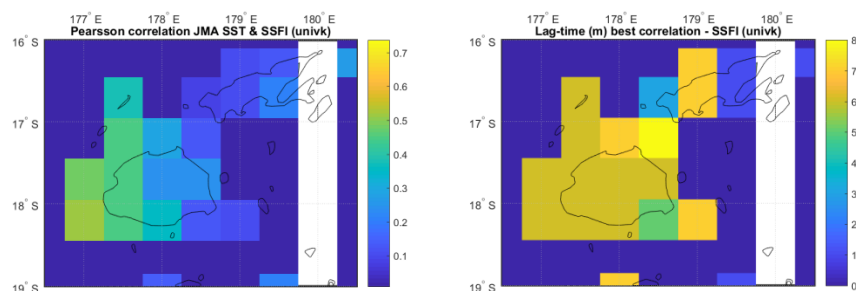 177° E 178° E 179° E 180° E
Pearsson correlation JMA SST & SSFI (univk)
16° S
17° S
18° S
19° S
0.7
0.6
0.5
0.4
0.3
0.2
0.1
177° E 178° E 179° E 180° E
Lag-time (m) best correlation - SSFI (univk)
16° S
17° S
18° S
19° S
8
7
6
5
4
3
2
1
0